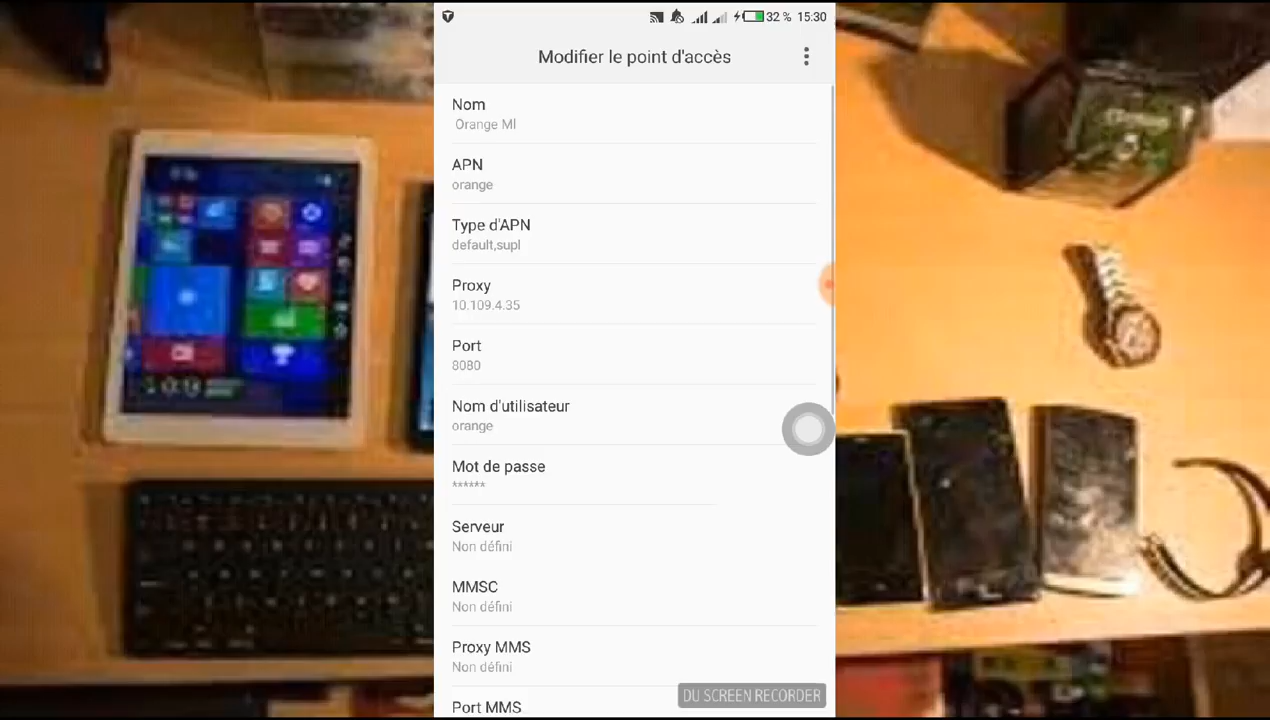 32 % 15:30
Modifier le point d'accès
Nom
Orange Ml
APN
orange
Type d'APN
default,supl
Proxy
10.109.4.35
Port
8080
Nom d'utilisateur
orange
Mot de passe
******
Serveur
Non défini
MMSC
Non défini
Proxy MMS
Non défini
Port MMS
DU SCREEN RECORDER